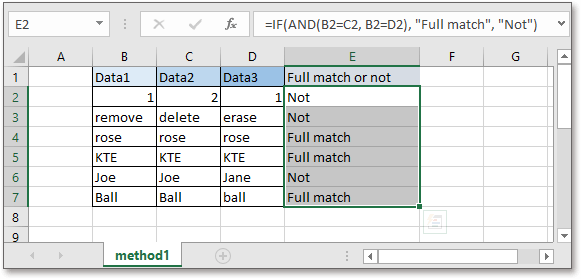 E2 fx =IF(AND(B2=C2, B2=D2), "Full match", "Not")
A B C D E F G
1 Data1 Data2 Data3 Full match or not
2 1 2 1 Not
3 remove delete erase Not
4 rose rose rose Full match
5 KTE KTE KTE Full match
6 Joe Joe Jane Not
7 Ball Ball ball Full match
8
9
method1